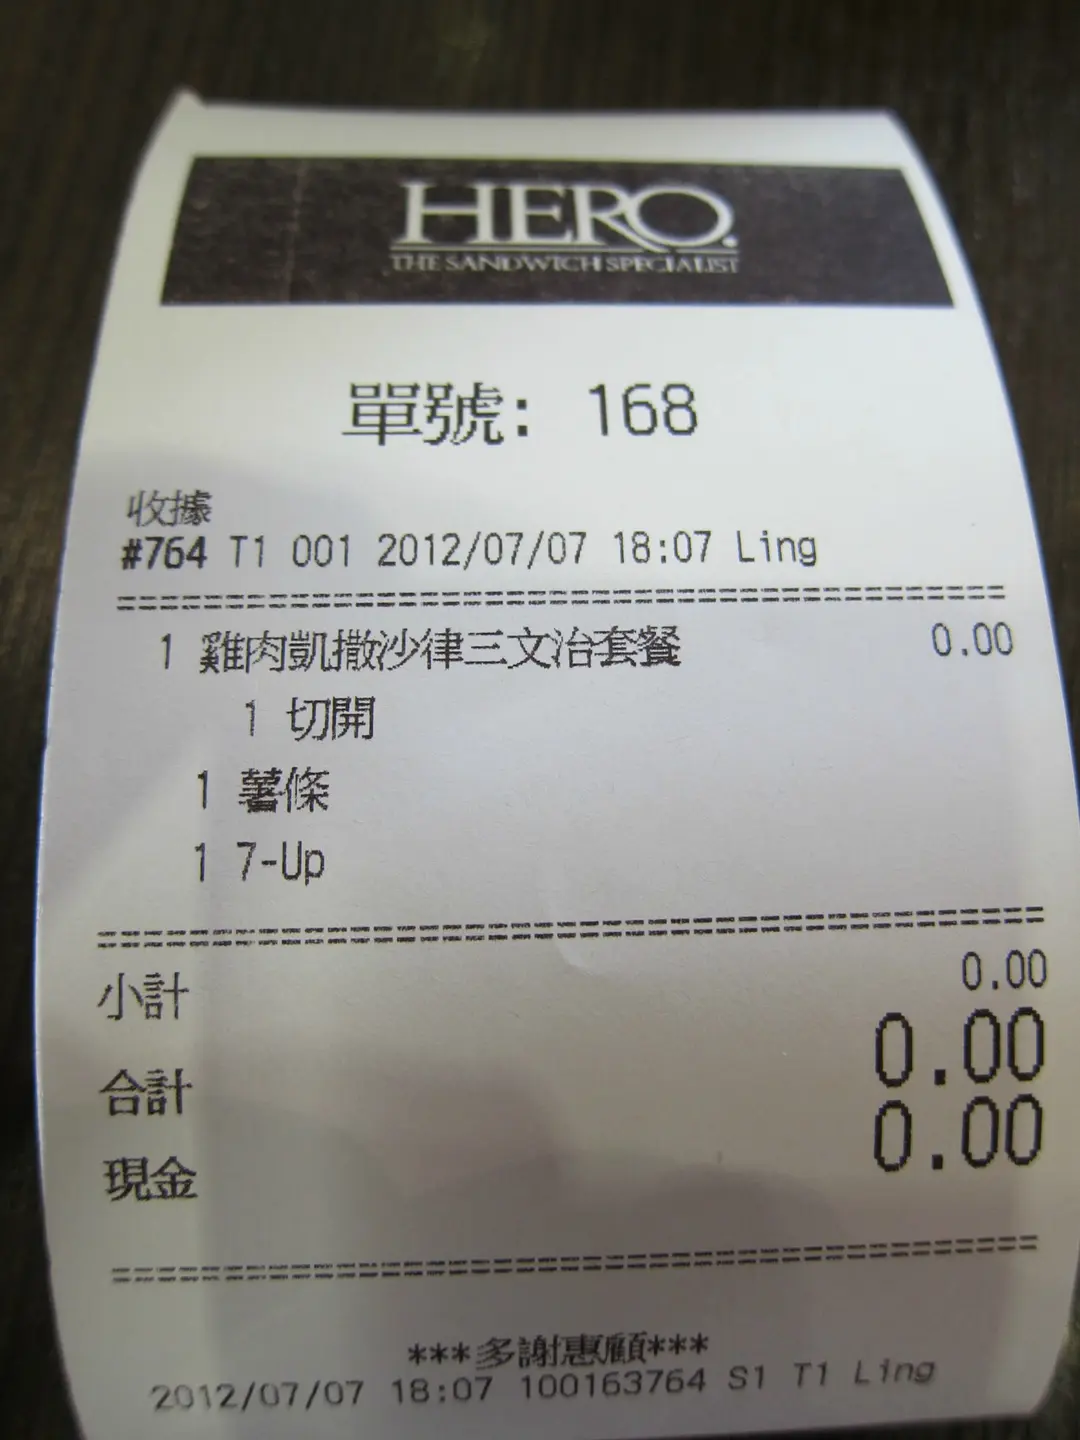 HERO.
THE SANDWICH SPECIALIST
單號: 168
收據
#764 T1 001 2012/07/07 18:07 Ling
1 雞肉凱撒沙律三文治套餐 0.00
1 切開
1 薯條
1 7-Up
小計 0.00
合計 0.00
現金 0.00
***多謝惠顧***
2012/07/07 18:07 100163764 S1 T1 Ling